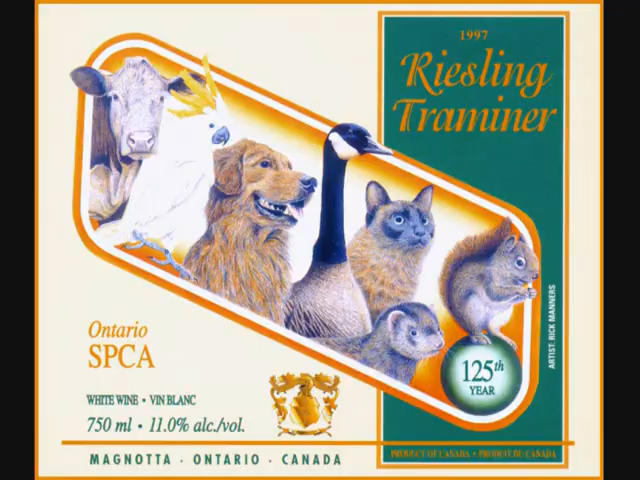 1997
Riesling
Traminer
ARTIST: RICK MANNERS
Ontario
SPCA
125th
YEAR
WHITE WINE • VIN BLANC
750 ml • 11.0% alc./vol.
MAGNOTTA · ONTARIO · CANADA
PRODUCT OF CANADA • PRODUIT DU CANADA